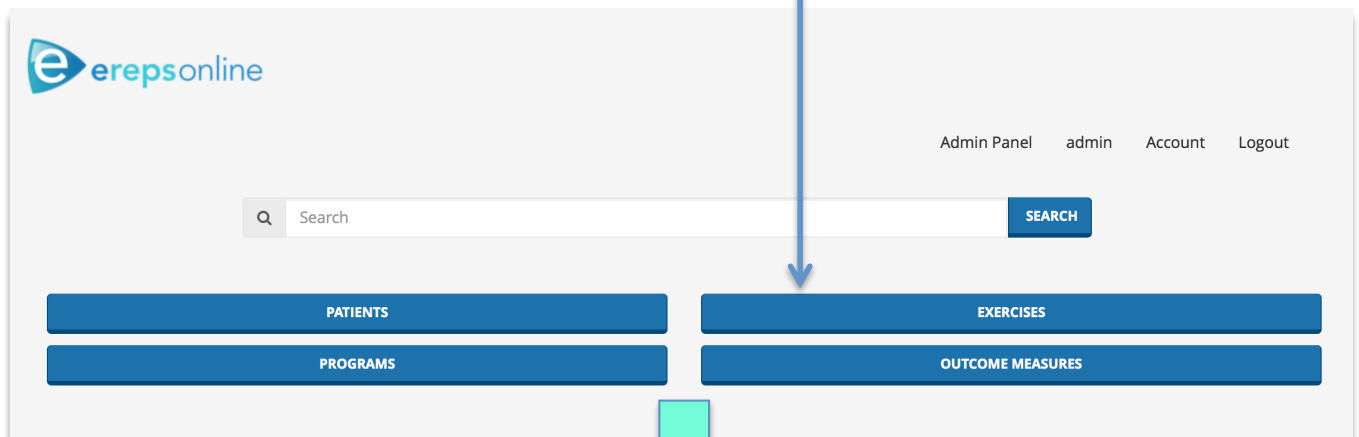 e erepsonline
Admin Panel admin Account Logout
Search SEARCH
PATIENTS EXERCISES
PROGRAMS OUTCOME MEASURES